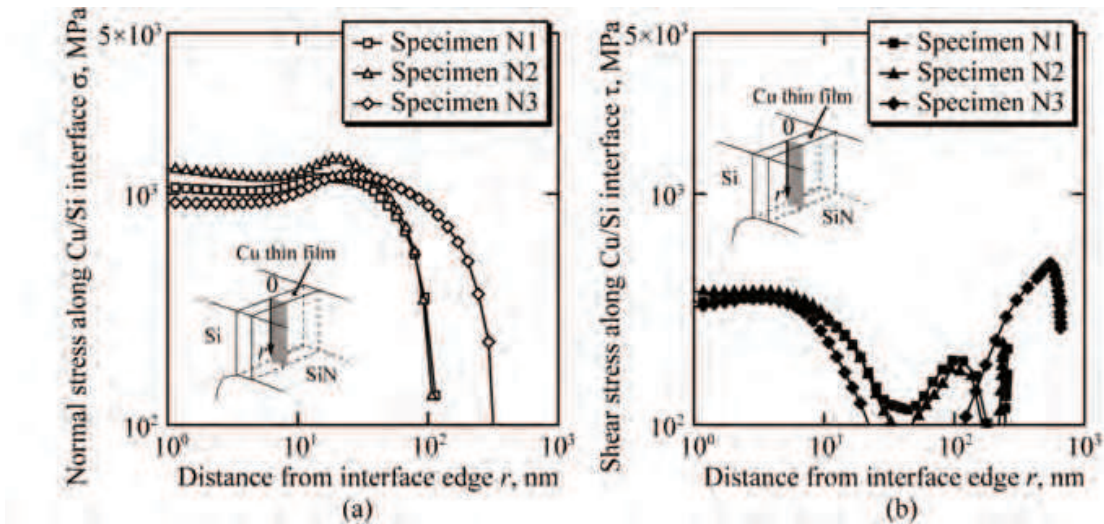 5×10³
Specimen N1
Specimen N2
Specimen N3
10³
10²
Normal stress along Cu/Si interface σ, MPa
Cu thin film
0
Si
r
SiN
10⁰
10¹
10²
10³
Distance from interface edge r, nm
(a)
5×10³
Specimen N1
Specimen N2
Specimen N3
10³
10²
Shear stress along Cu/Si interface τ, MPa
Cu thin film
0
Si
r
SiN
10⁰
10¹
10²
10³
Distance from interface edge r, nm
(b)